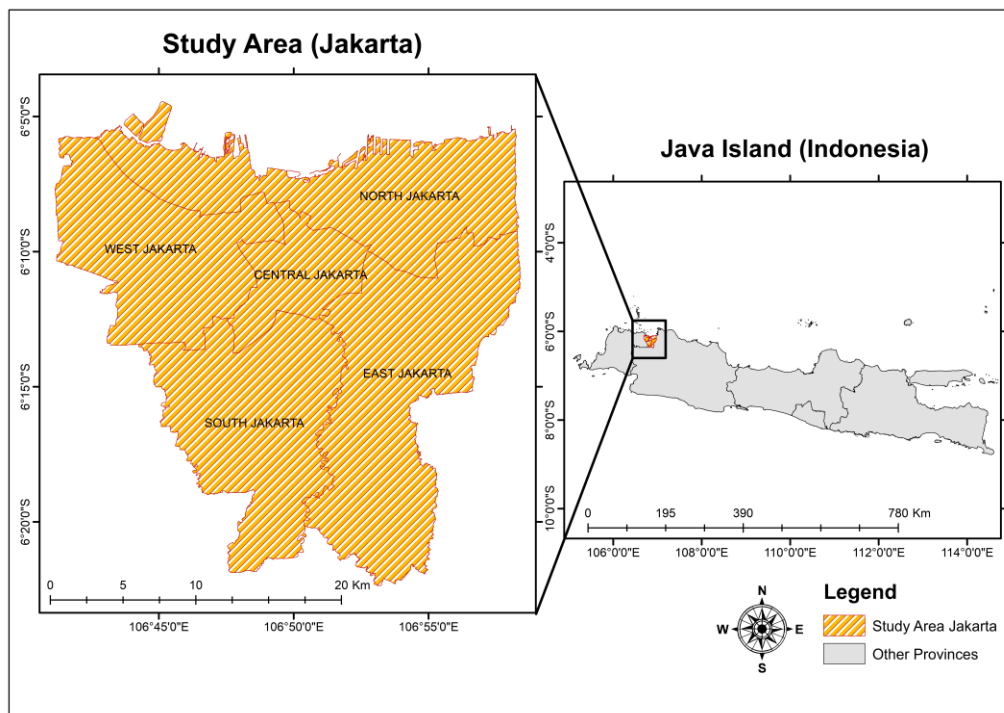 Study Area (Jakarta)
6°5'0"S
6°10'0"S
6°15'0"S
6°20'0"S
NORTH JAKARTA
WEST JAKARTA
CENTRAL JAKARTA
EAST JAKARTA
SOUTH JAKARTA
0 5 10 20 Km
106°45'0"E 106°50'0"E 106°55'0"E
Java Island (Indonesia)
4°0'0"S
6°0'0"S
8°0'0"S
10°0'0"S
0 195 390 780 Km
106°0'0"E 108°0'0"E 110°0'0"E 112°0'0"E 114°0'0"E
N
W E
S
Legend
Study Area Jakarta
Other Provinces